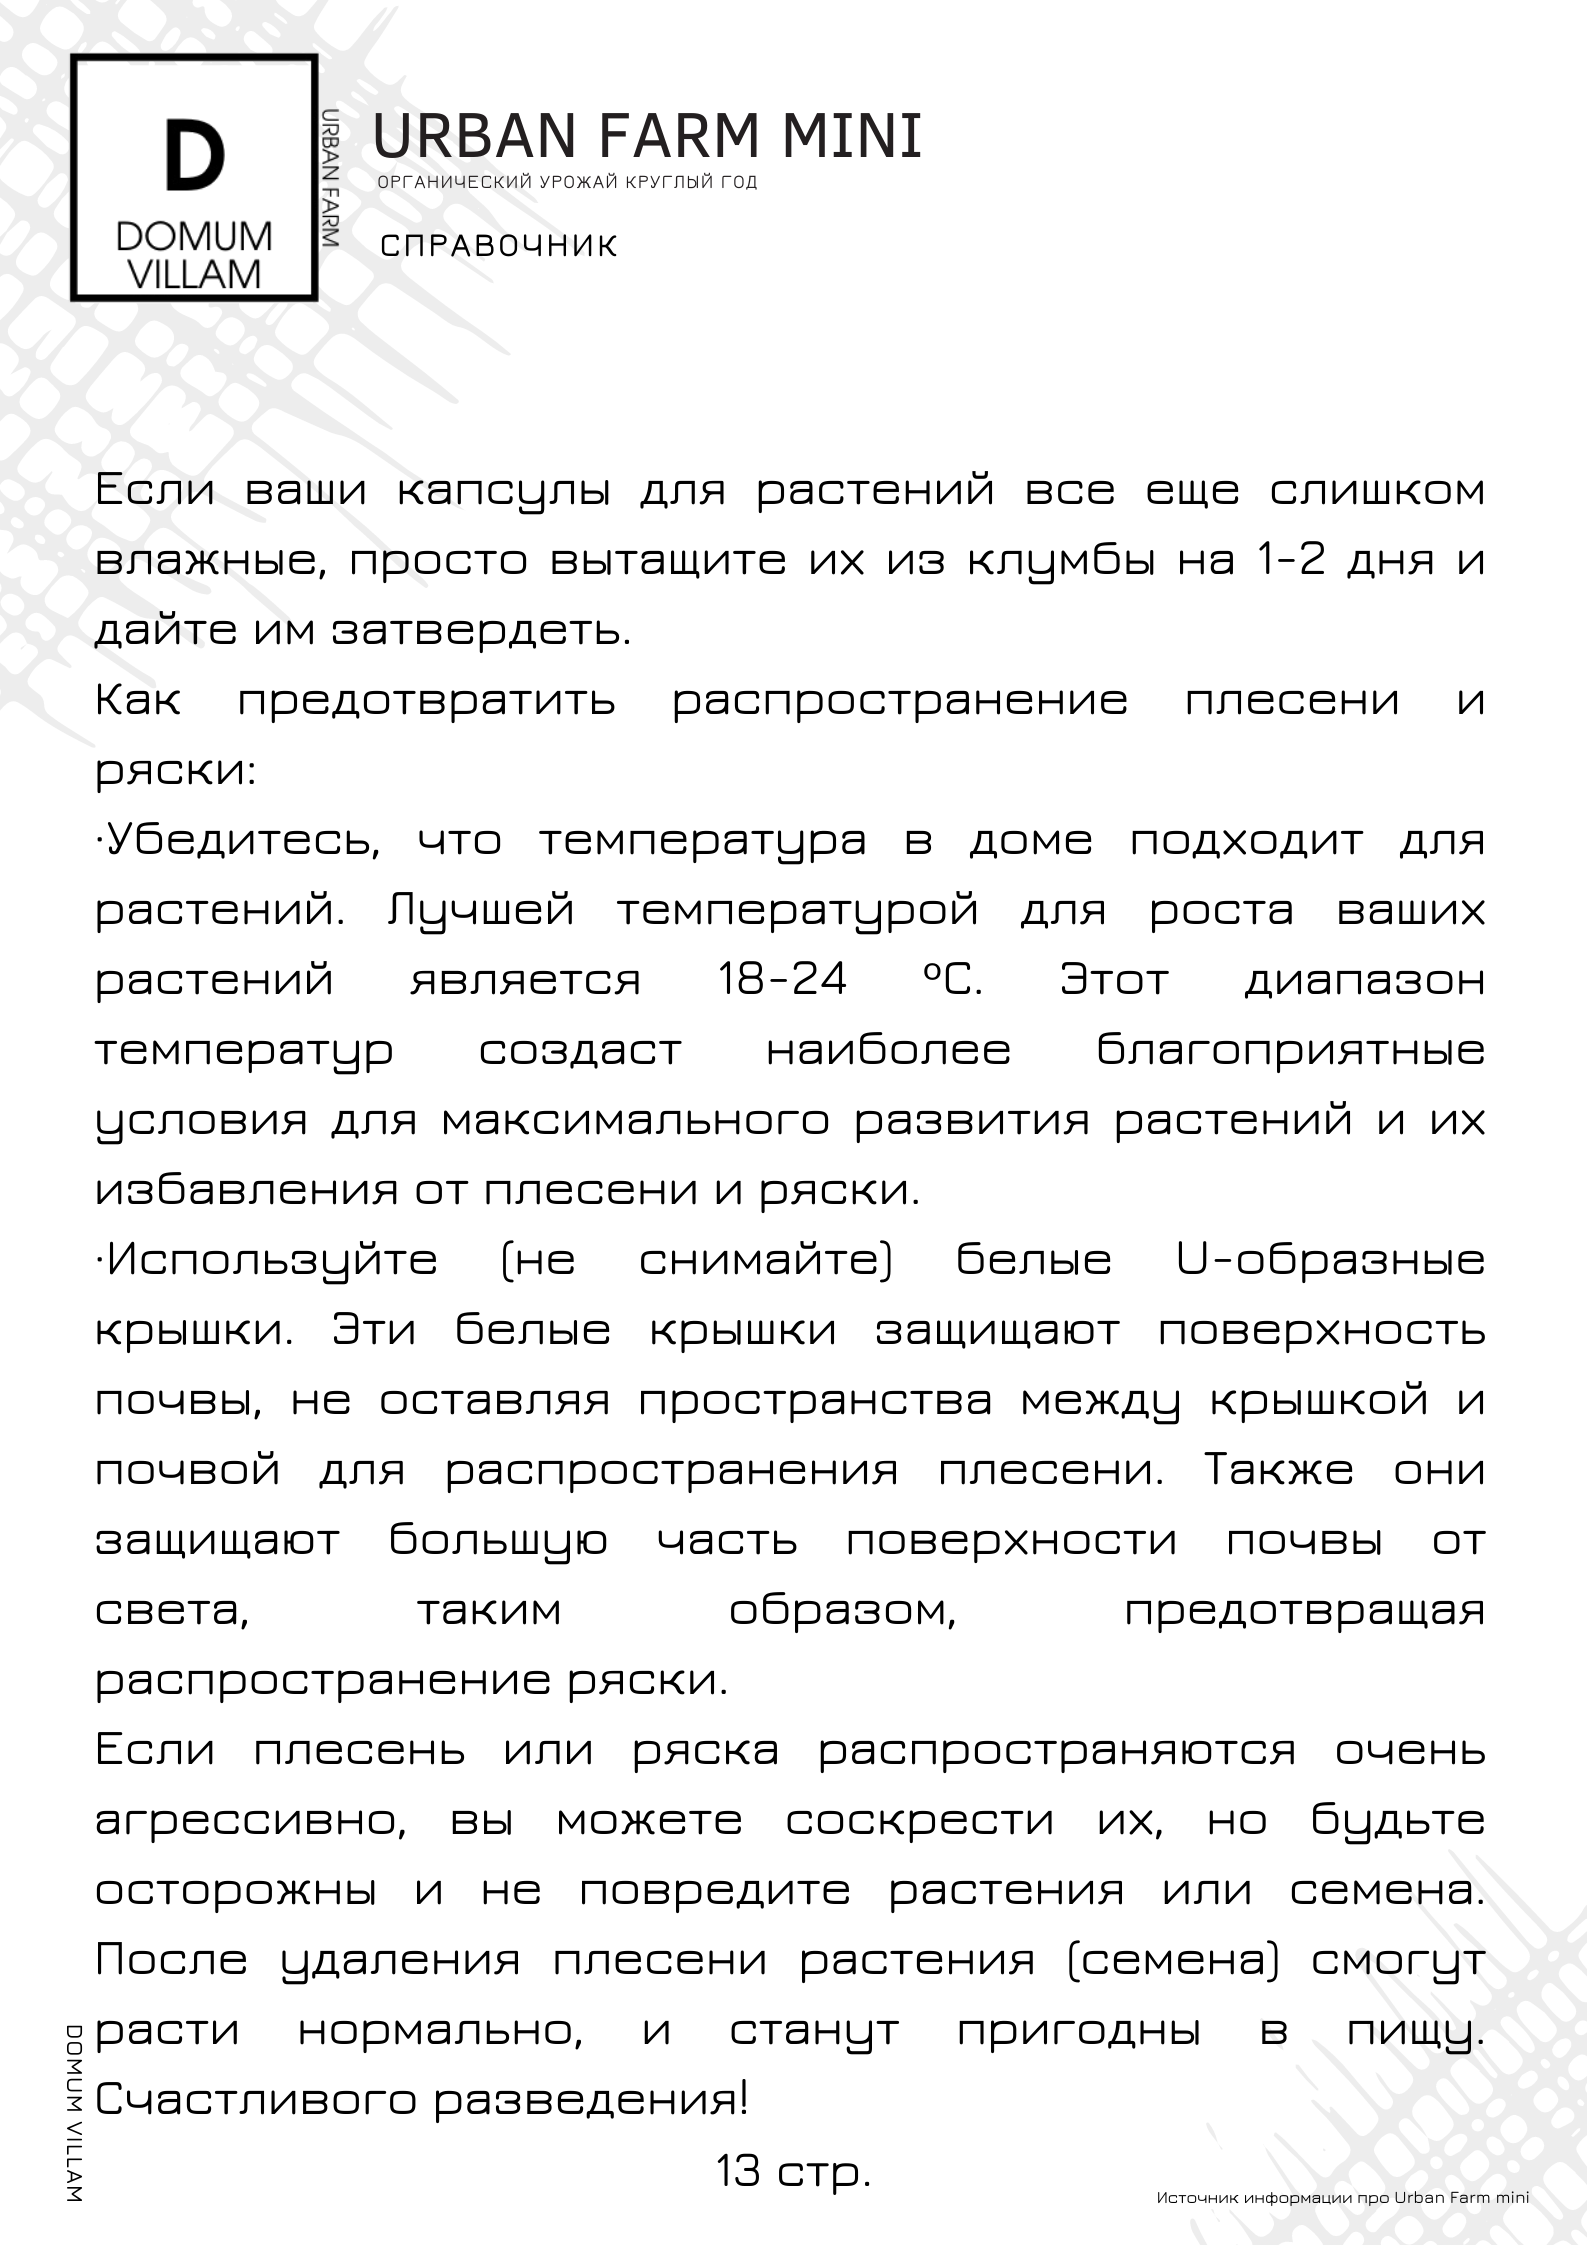 D
DOMUM
VILLAM
URBAN FARM
URBAN FARM MINI
ОРГАНИЧЕСКИЙ УРОЖАЙ КРУГЛЫЙ ГОД
СПРАВОЧНИК
Если ваши капсулы для растений все еще слишком
влажные, просто вытащите их из клумбы на 1-2 дня и
дайте им затвердеть.
Как предотвратить распространение плесени и
ряски:
·Убедитесь, что температура в доме подходит для
растений. Лучшей температурой для роста ваших
растений является 18-24 ºС. Этот диапазон
температур создаст наиболее благоприятные
условия для максимального развития растений и их
избавления от плесени и ряски.
·Используйте (не снимайте) белые U-образные
крышки. Эти белые крышки защищают поверхность
почвы, не оставляя пространства между крышкой и
почвой для распространения плесени. Также они
защищают большую часть поверхности почвы от
света, таким образом, предотвращая
распространение ряски.
Если плесень или ряска распространяются очень
агрессивно, вы можете соскрести их, но будьте
осторожны и не повредите растения или семена.
После удаления плесени растения (семена) смогут
расти нормально, и станут пригодны в пищу.
Счастливого разведения!
DOMUM VILLAM
13 стр.
Источник информации про Urban Farm mini